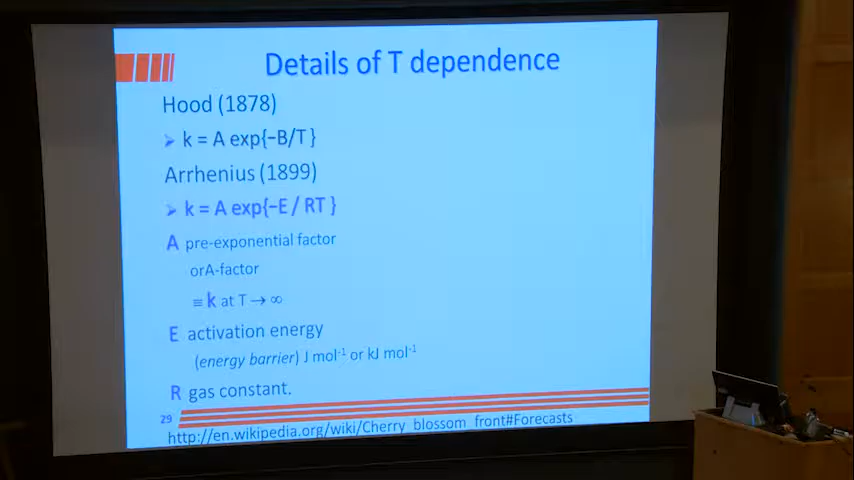 Details of T dependence
Hood (1878)
➢ k = A exp{−B/T}
Arrhenius (1899)
➢ k = A exp{−E / RT }
A pre-exponential factor
orA-factor
≡ k at T → ∞
E activation energy
(energy barrier) J mol⁻¹ or kJ mol⁻¹
R gas constant.
29
http://en.wikipedia.org/wiki/Cherry_blossom_front#Forecasts